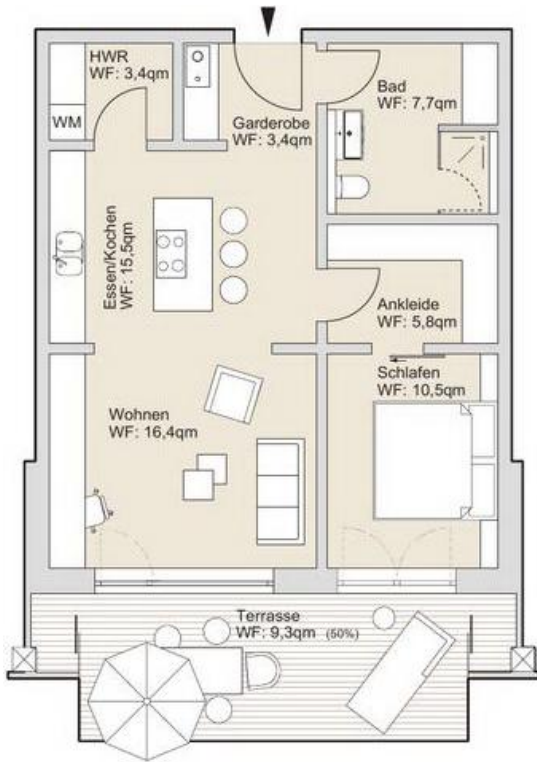 HWR
WF: 3,4qm
WM
Garderobe
WF: 3,4qm
Bad
WF: 7,7qm
Essen/Kochen
WF: 15,5qm
Ankleide
WF: 5,8qm
Schlafen
WF: 10,5qm
Wohnen
WF: 16,4qm
Terrasse
WF: 9,3qm (50%)